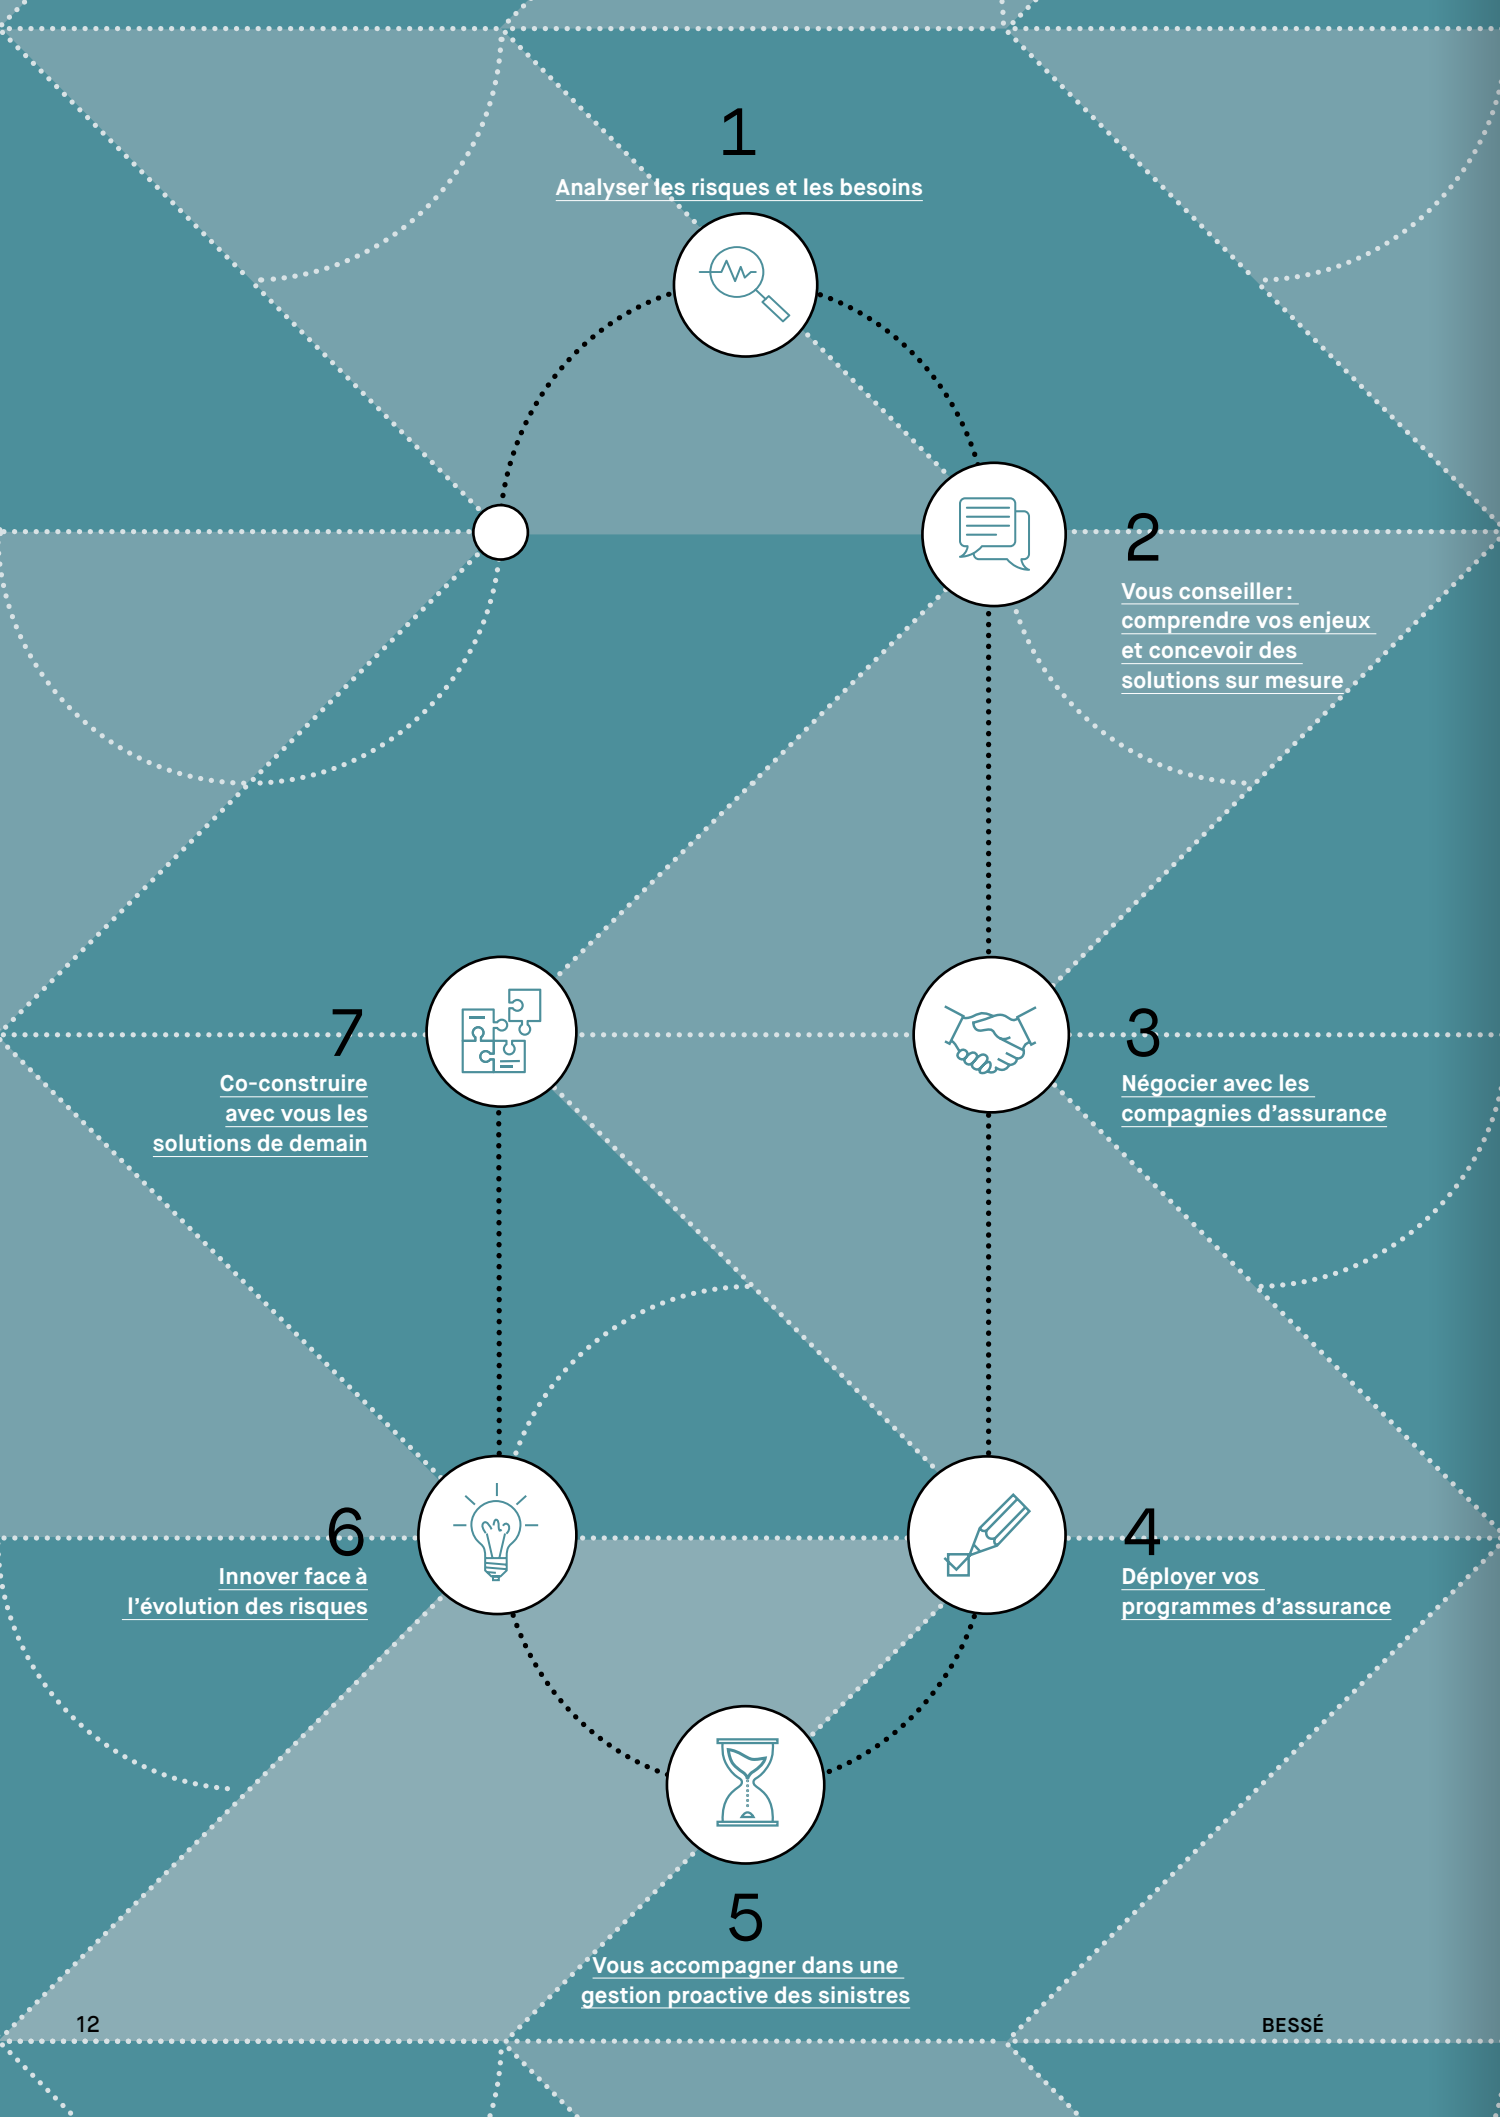 1
Analyser les risques et les besoins
2
Vous conseiller :
comprendre vos enjeux
et concevoir des
solutions sur mesure
3
Négocier avec les
compagnies d’assurance
4
Déployer vos
programmes d’assurance
5
Vous accompagner dans une
gestion proactive des sinistres
6
Innover face à
l’évolution des risques
7
Co-construire
avec vous les
solutions de demain
12
BESSÉ